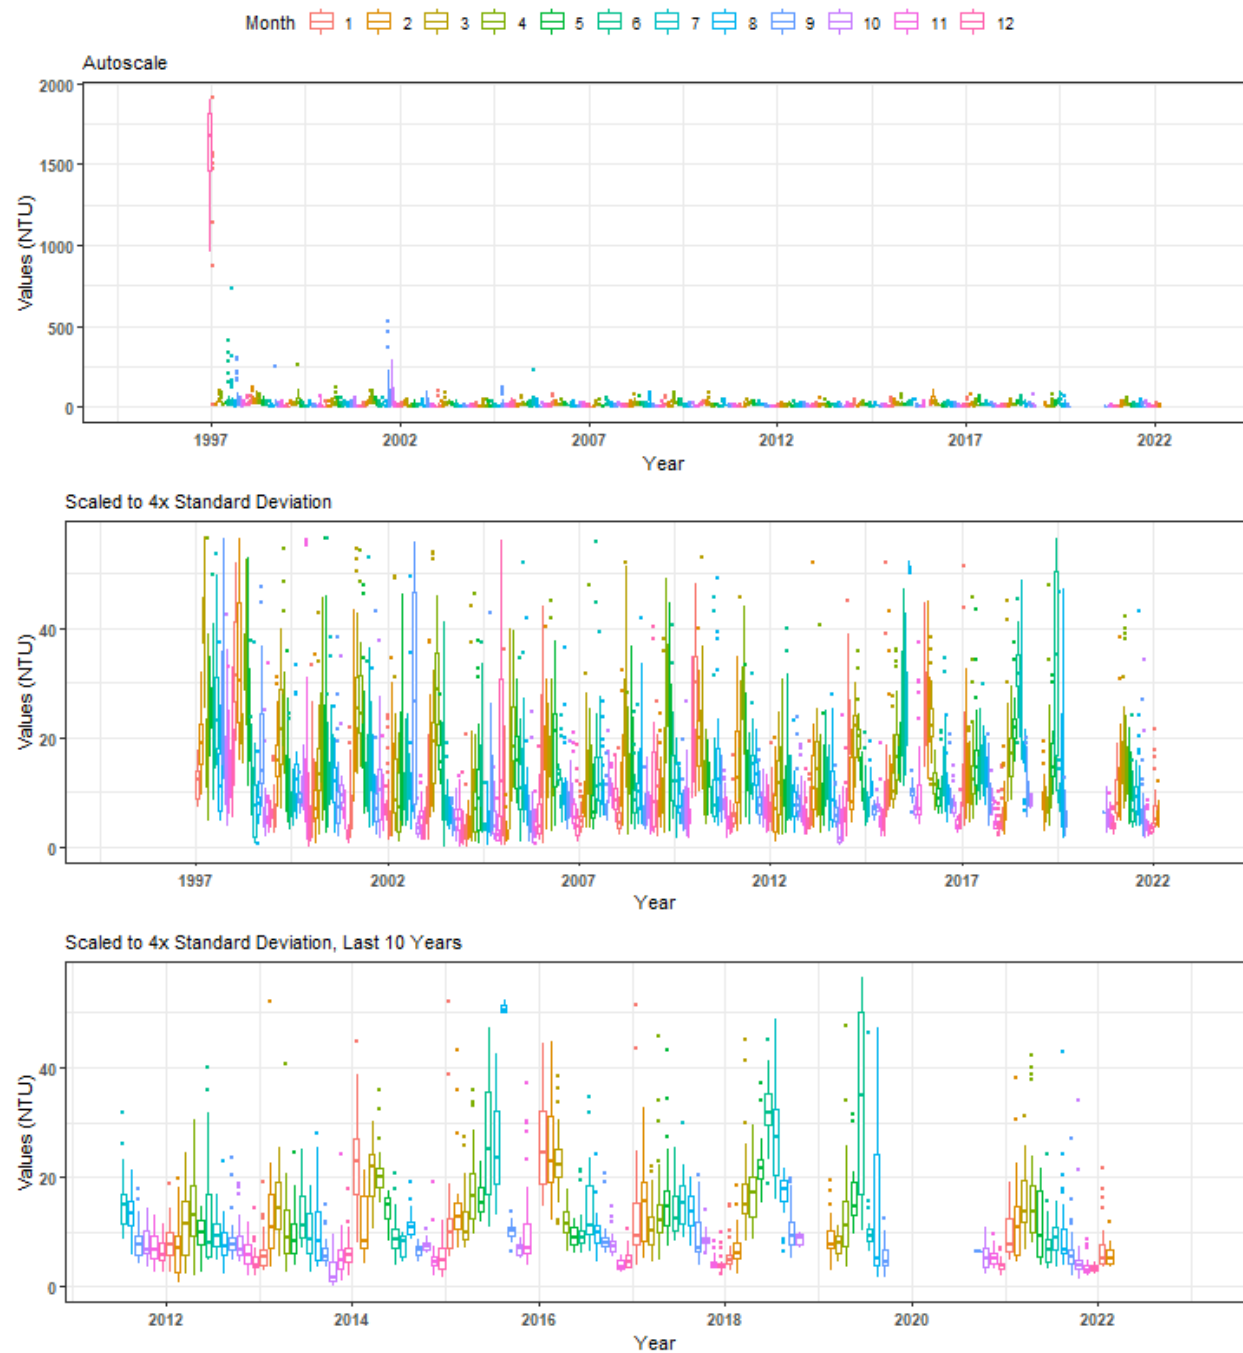 Month 1 2 3 4 5 6 7 8 9 10 11 12
Autoscale
2000
1500
1000
500
0
Values (NTU)
1997 2002 2007 2012 2017 2022
Year
Scaled to 4x Standard Deviation
40
20
0
Values (NTU)
1997 2002 2007 2012 2017 2022
Year
Scaled to 4x Standard Deviation, Last 10 Years
40
20
0
Values (NTU)
2012 2014 2016 2018 2020 2022
Year